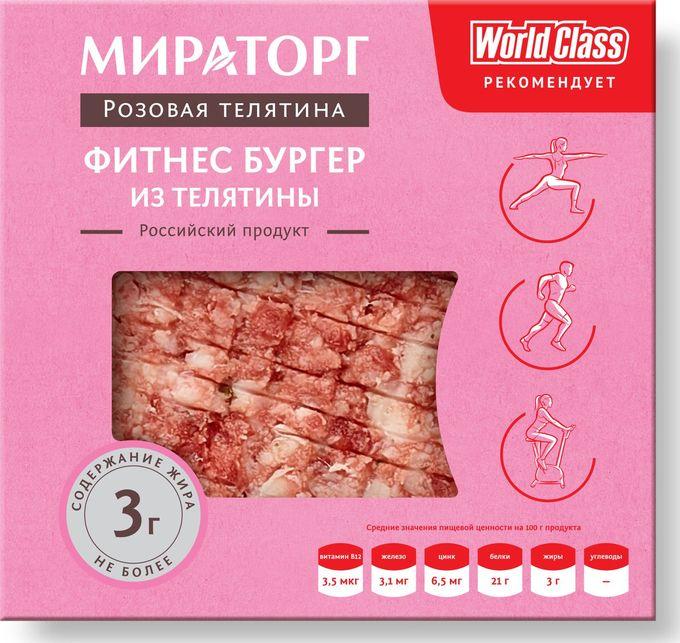 World Class
РЕКОМЕНДУЕТ
МИРАТОРГ
РОЗОВАЯ ТЕЛЯТИНА
ФИТНЕС БУРГЕР
ИЗ ТЕЛЯТИНЫ
Российский продукт
СОДЕРЖАНИЕ ЖИРА
3 г
НЕ БОЛЕЕ
Средние значения пищевой ценности на 100 г продукта
витамин В12 железо цинк белки жиры углеводы
3,5 мкг 3,1 мг 6,5 мг 21 г 3 г –